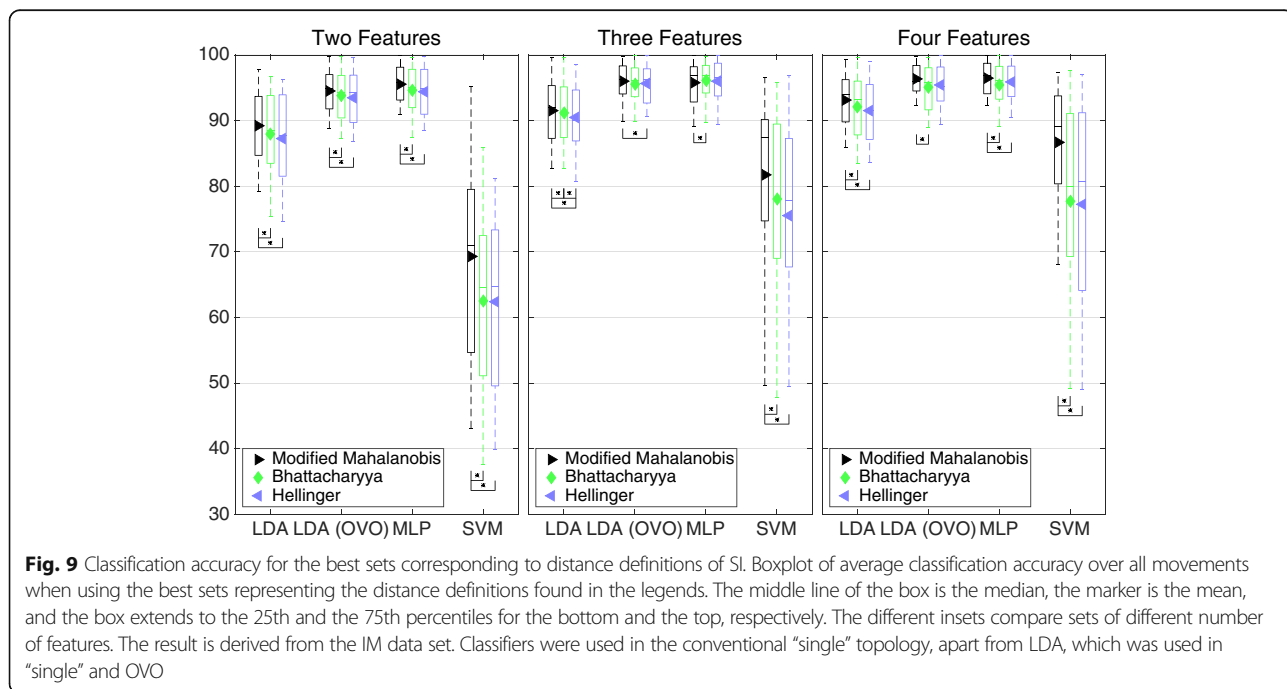 Two Features
Three Features
Four Features
100
90
80
70
60
50
40
30
Modified Mahalanobis
Bhattacharyya
Hellinger
Modified Mahalanobis
Bhattacharyya
Hellinger
Modified Mahalanobis
Bhattacharyya
Hellinger
LDA LDA (OVO) MLP SVM
LDA LDA (OVO) MLP SVM
LDA LDA (OVO) MLP SVM
Fig. 9 Classification accuracy for the best sets corresponding to distance definitions of SI. Boxplot of average classification accuracy over all movements
when using the best sets representing the distance definitions found in the legends. The middle line of the box is the median, the marker is the mean,
and the box extends to the 25th and the 75th percentiles for the bottom and the top, respectively. The different insets compare sets of different number
of features. The result is derived from the IM data set. Classifiers were used in the conventional “single” topology, apart from LDA, which was used in
“single” and OVO